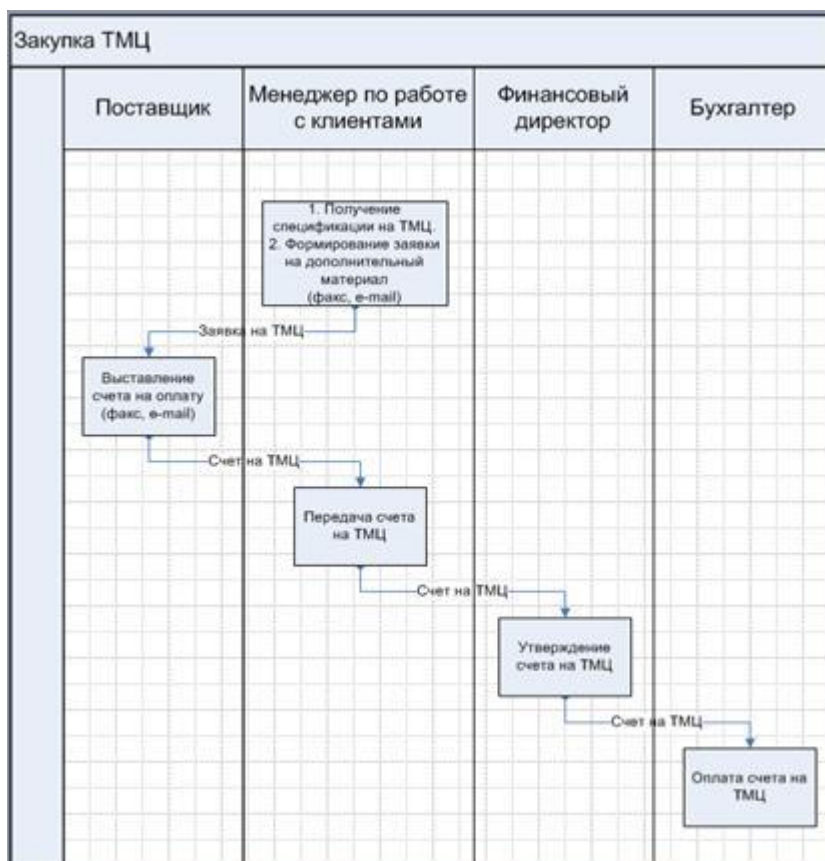 Закупка ТМЦ
Поставщик
Менеджер по работе
с клиентами
Финансовый
директор
Бухгалтер
1. Получение
спецификации на ТМЦ.
2. Формирование заявки
на дополнительный
материал
(факс, e-mail)
Заявка на ТМЦ
Выставление
счета на оплату
(факс, e-mail)
Счет на ТМЦ
Передача счета
на ТМЦ
Счет на ТМЦ
Утверждение
счета на ТМЦ
Счет на ТМЦ
Оплата счета на
ТМЦ